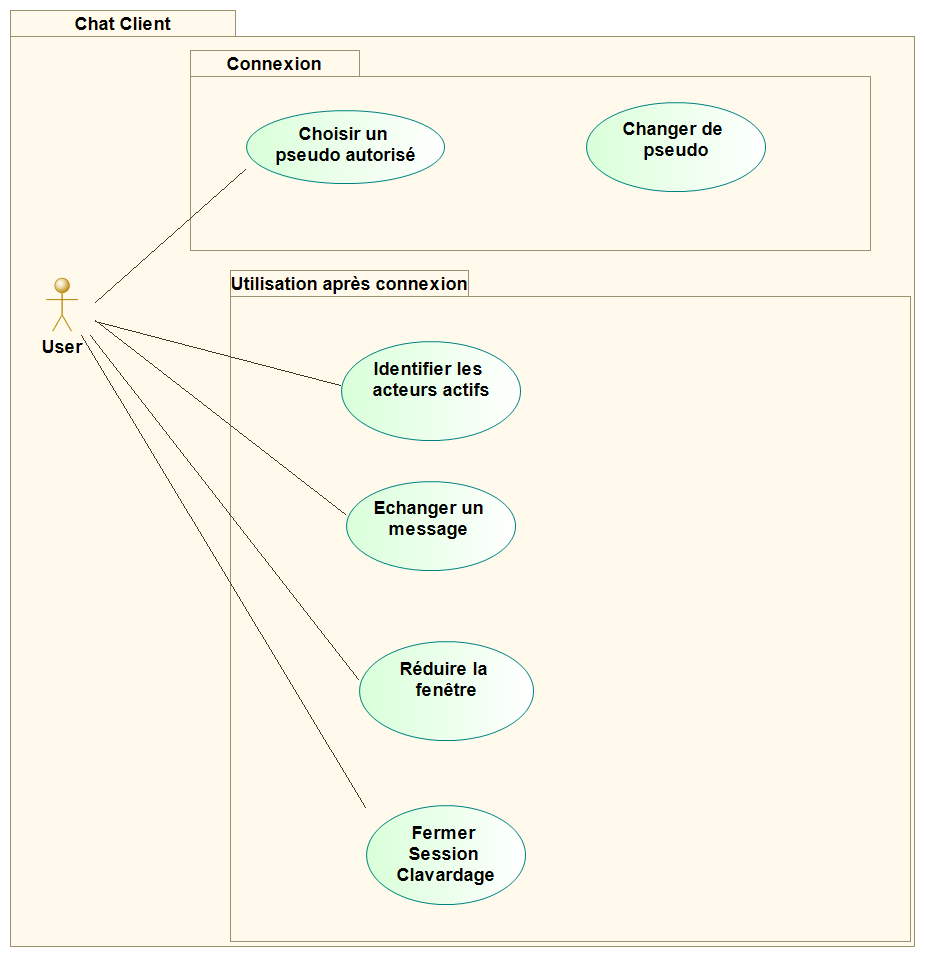 Chat Client
Connexion
Choisir un
pseudo autorisé
Changer de
pseudo
User
Utilisation après connexion
Identifier les
acteurs actifs
Echanger un
message
Réduire la
fenêtre
Fermer
Session
Clavardage